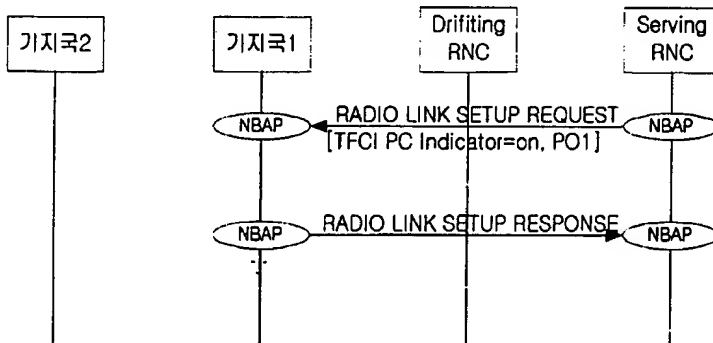 기지국2
기지국1
Drifiting
RNC
Serving
RNC
NBAP
RADIO LINK SETUP REQUEST
NBAP
[TFCI PC Indicator=on, PO1]
NBAP
RADIO LINK SETUP RESPONSE
NBAP